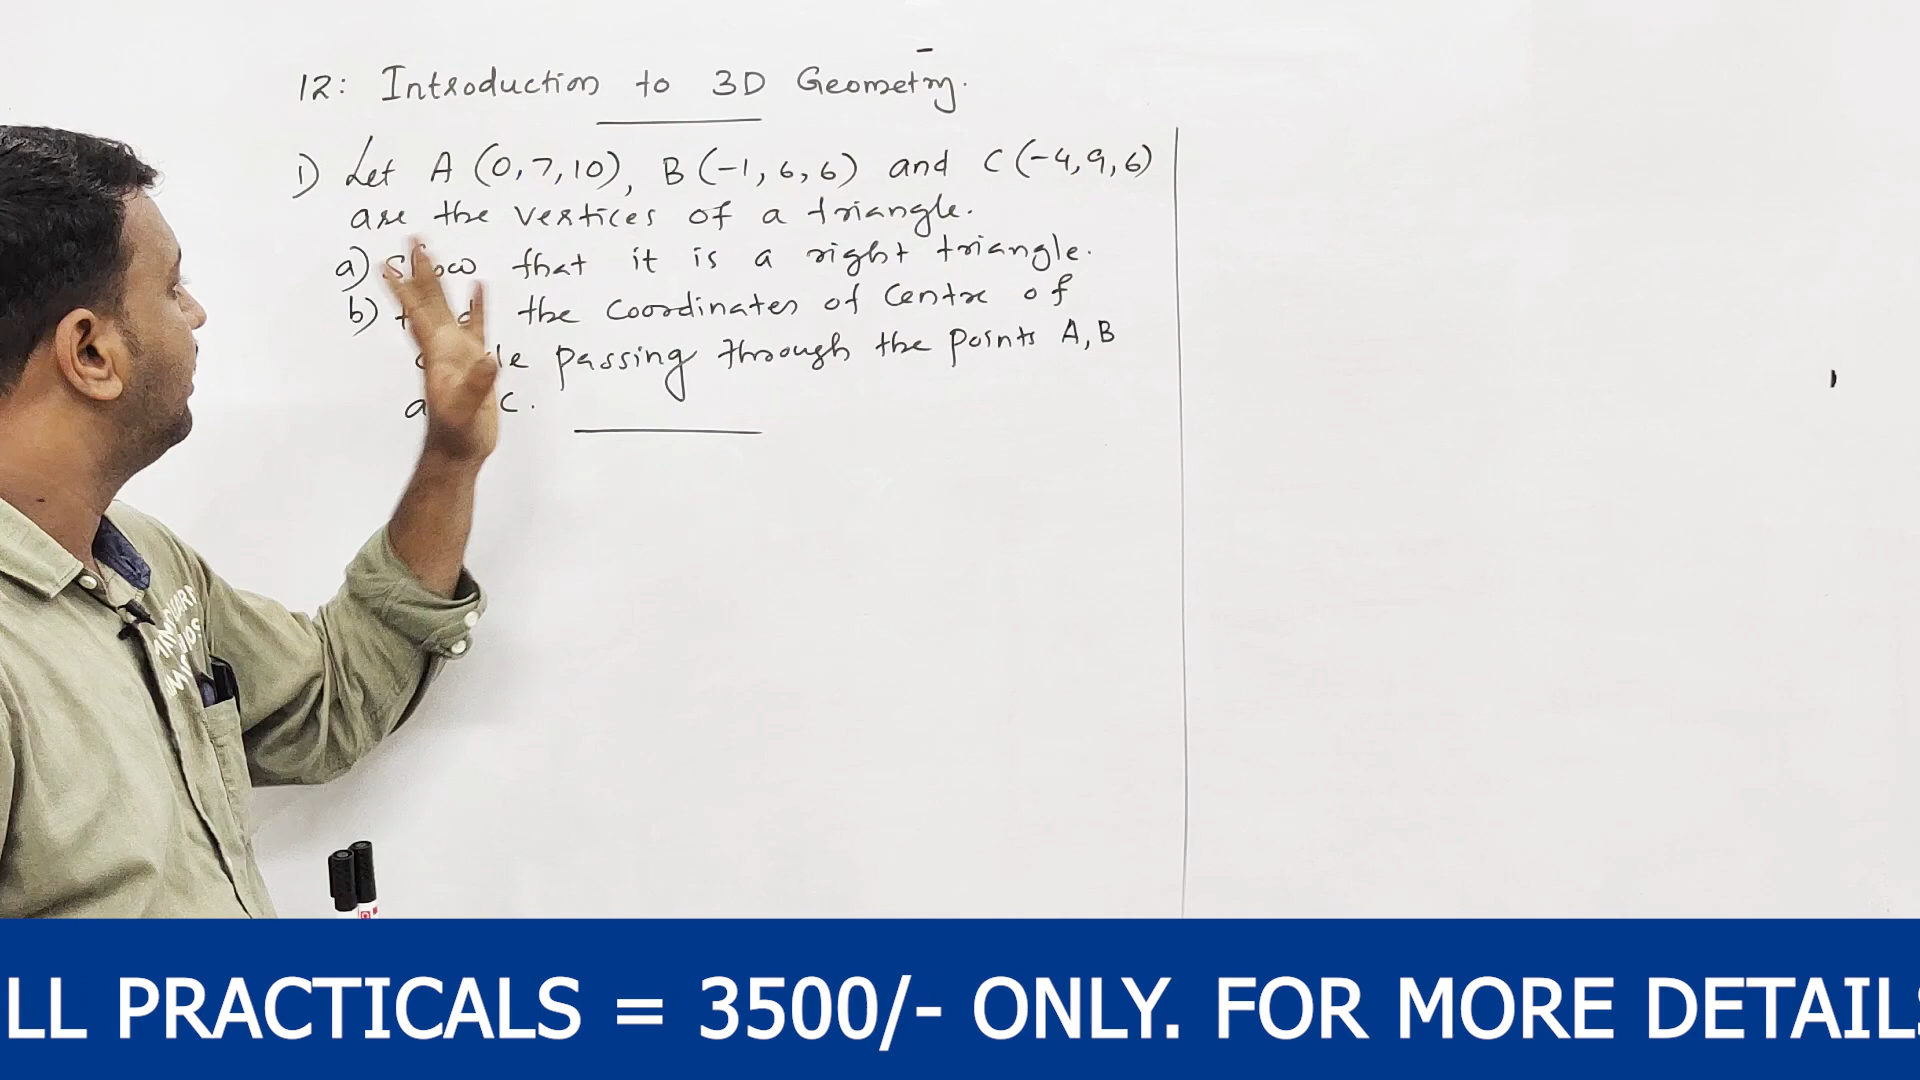 12: Introduction to 3D Geometry.
1) Let A (0,7,10), B (-1,6,6) and C (-4,9,6)
are the vertices of a triangle.
a) Show that it is a right triangle.
b) the coordinates of Centre of
passing through the points A, B
C.
LL PRACTICALS = 3500/- ONLY. FOR MORE DETAILS